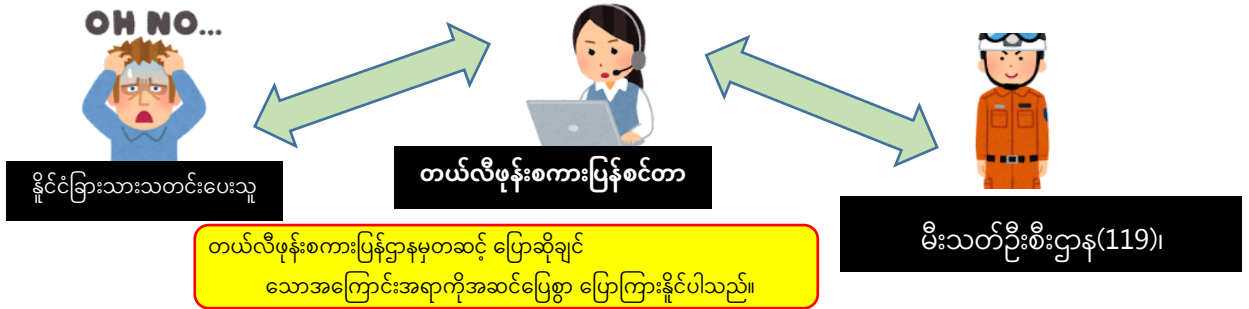 OH NO...
နိူင်ငံခြားသားသတင်းပေးသူ
တယ်လီဖုန်းစကားပြန်စင်တာ
မီးသတ်ဦးစီးဌာန(119)၊
တယ်လီဖုန်းစကားပြန်ဌာနမှတဆင့် ပြောဆိုချင်
သောအကြောင်းအရာကိုအဆင်ပြေစွာ ပြောကြားနိူင်ပါသည်။